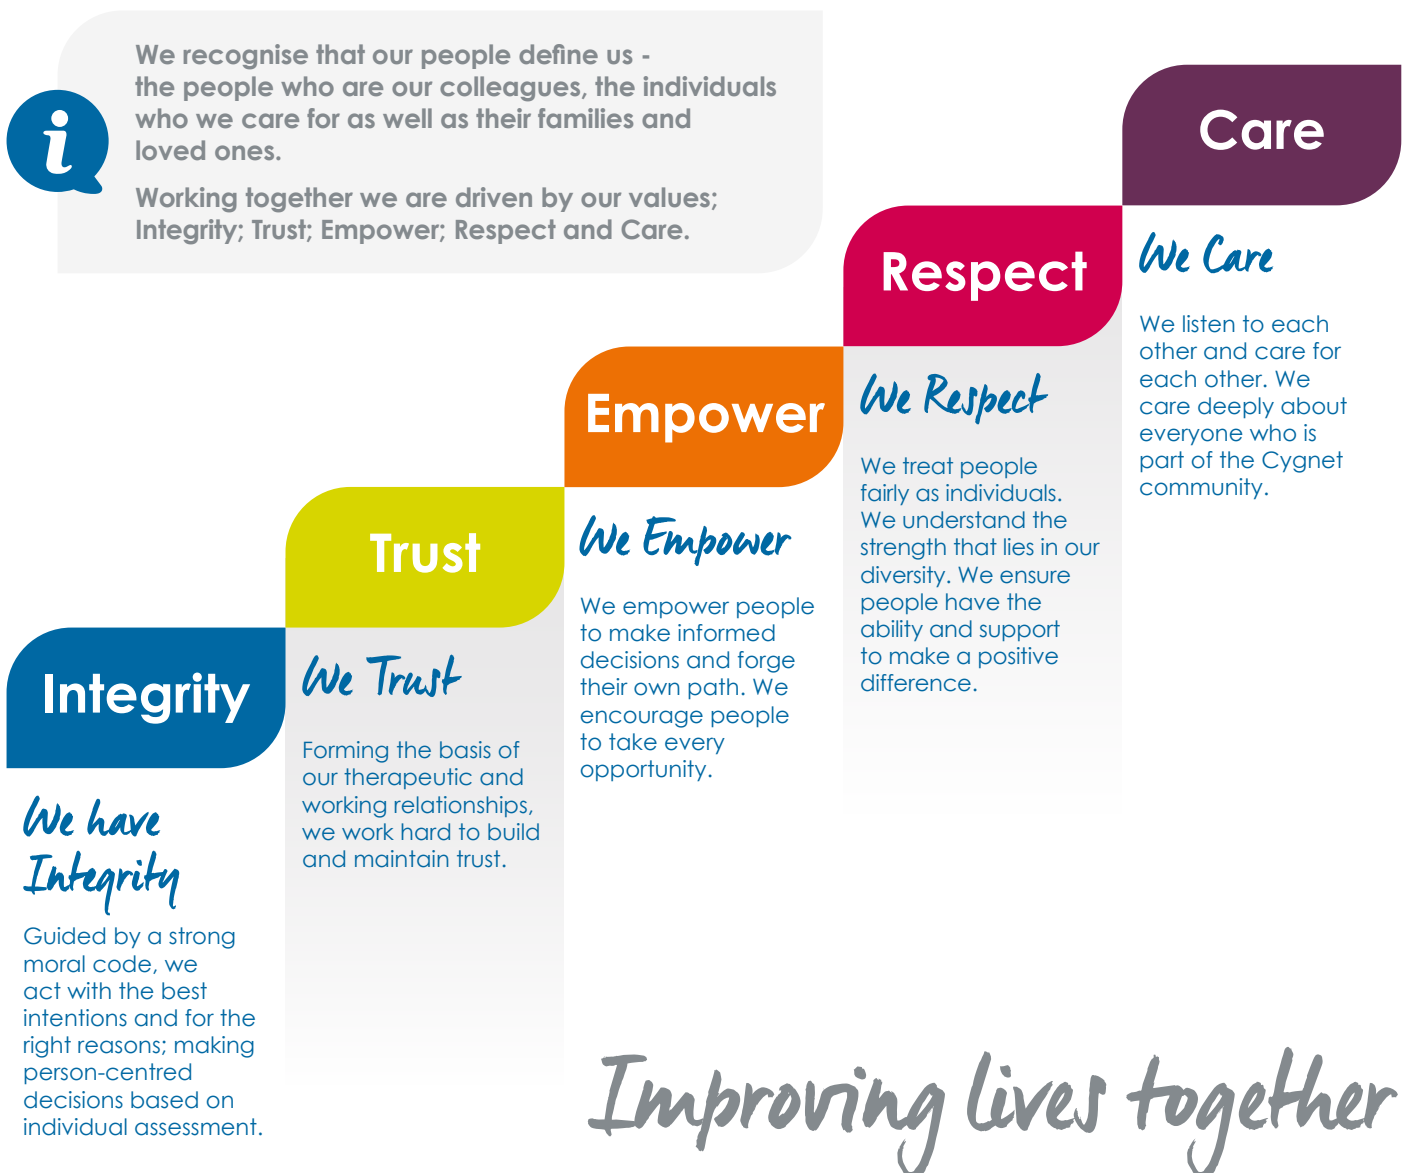 We recognise that our people define us -
the people who are our colleagues, the individuals
who we care for as well as their families and
loved ones.
Working together we are driven by our values;
Integrity; Trust; Empower; Respect and Care.
i
Integrity
We have
Integrity
Guided by a strong
moral code, we
act with the best
intentions and for the
right reasons; making
person-centred
decisions based on
individual assessment.
Trust
We Trust
Forming the basis of
our therapeutic and
working relationships,
we work hard to build
and maintain trust.
Empower
We Empower
We empower people
to make informed
decisions and forge
their own path. We
encourage people
to take every
opportunity.
Respect
We Respect
We treat people
fairly as individuals.
We understand the
strength that lies in our
diversity. We ensure
people have the
ability and support
to make a positive
difference.
Care
We Care
We listen to each
other and care for
each other. We
care deeply about
everyone who is
part of the Cygnet
community.
Improving lives together